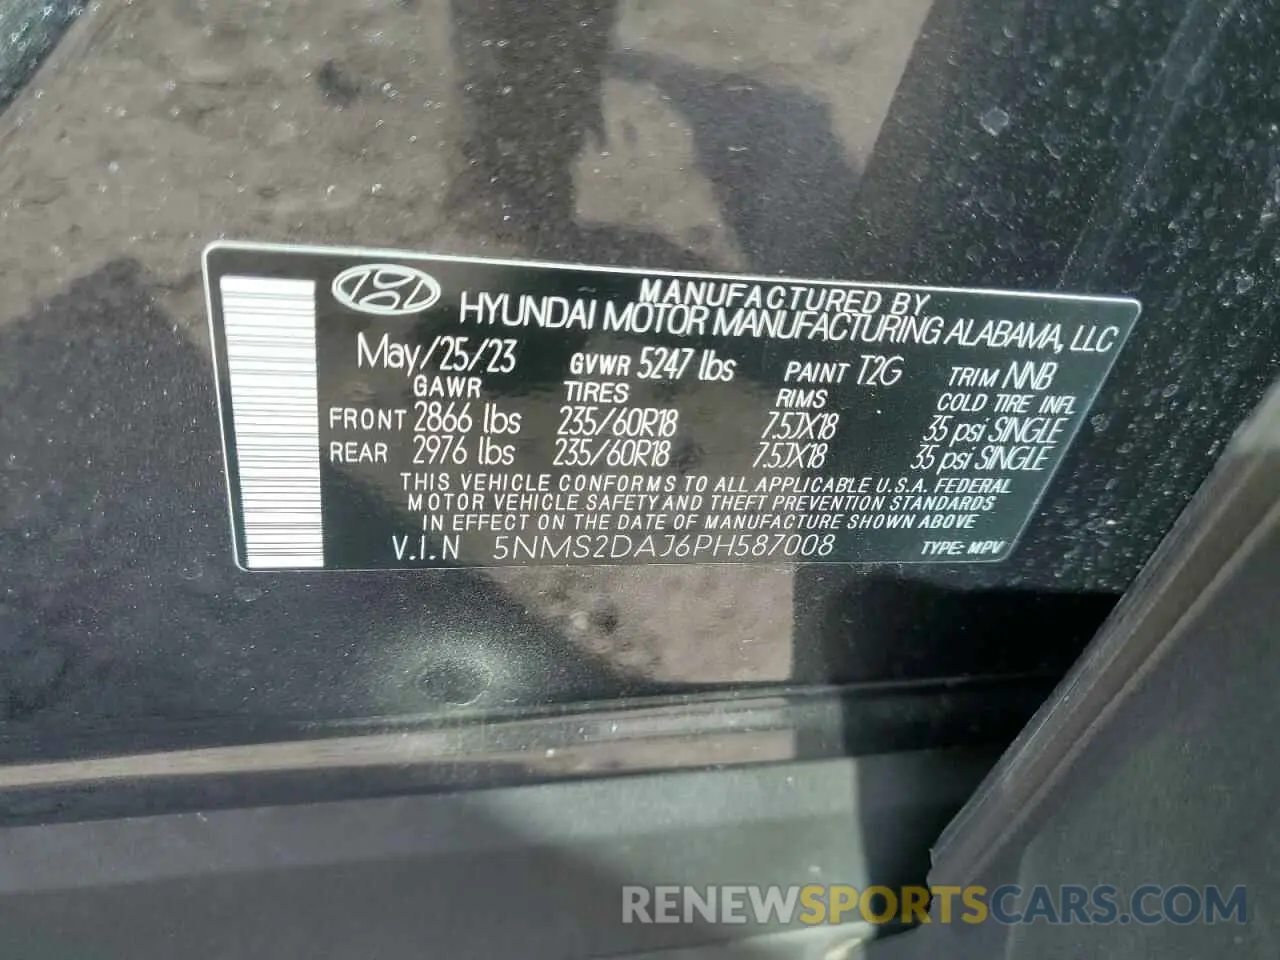 MANUFACTURED BY
HYUNDAI MOTOR MANUFACTURING ALABAMA, LLC
May/25/23 GVWR 5247 lbs PAINT T2G TRIM NNB
GAWR TIRES RIMS COLD TIRE INFL
FRONT 2866 lbs 235/60R18 7.5JX18 35 psi SINGLE
REAR 2976 lbs 235/60R18 7.5JX18 35 psi SINGLE
THIS VEHICLE CONFORMS TO ALL APPLICABLE U.S.A. FEDERAL
MOTOR VEHICLE SAFETY AND THEFT PREVENTION STANDARDS
IN EFFECT ON THE DATE OF MANUFACTURE SHOWN ABOVE
V.I.N 5NMS2DAJ6PH587008 TYPE: MPV
RENEWSPORTSCARS.COM